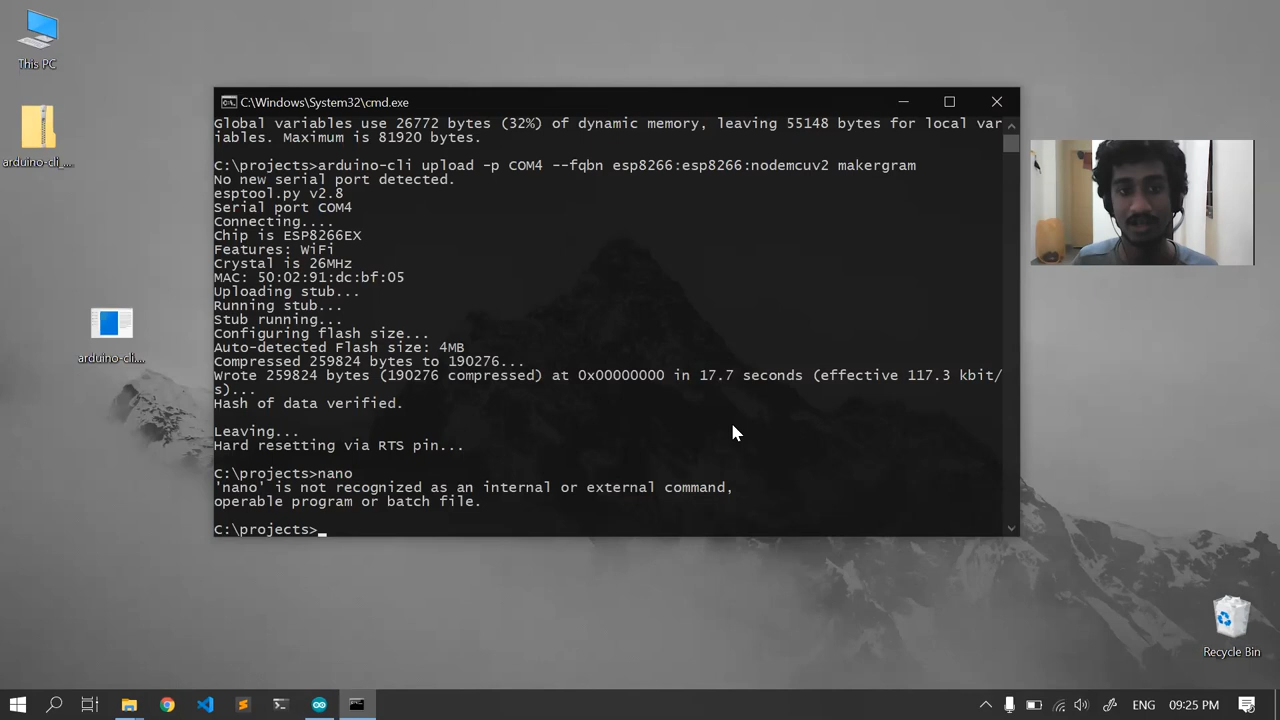 This PC
arduino-cli_...
arduino-cli....
C:\Windows\System32\cmd.exe
Global variables use 26772 bytes (32%) of dynamic memory, leaving 55148 bytes for local var
iables. Maximum is 81920 bytes.
C:\projects>arduino-cli upload -p COM4 --fqbn esp8266:esp8266:nodemcuv2 makergram
No new serial port detected.
esptool.py v2.8
Serial port COM4
Connecting....
Chip is ESP8266EX
Features: WiFi
Crystal is 26MHz
MAC: 50:02:91:dc:bf:05
Uploading stub...
Running stub...
Stub running...
Configuring flash size...
Auto-detected Flash size: 4MB
Compressed 259824 bytes to 190276...
Wrote 259824 bytes (190276 compressed) at 0x00000000 in 17.7 seconds (effective 117.3 kbit/
s)...
Hash of data verified.
Leaving...
Hard resetting via RTS pin...
C:\projects>nano
'nano' is not recognized as an internal or external command,
operable program or batch file.
C:\projects>
Recycle Bin
ENG
09:25 PM